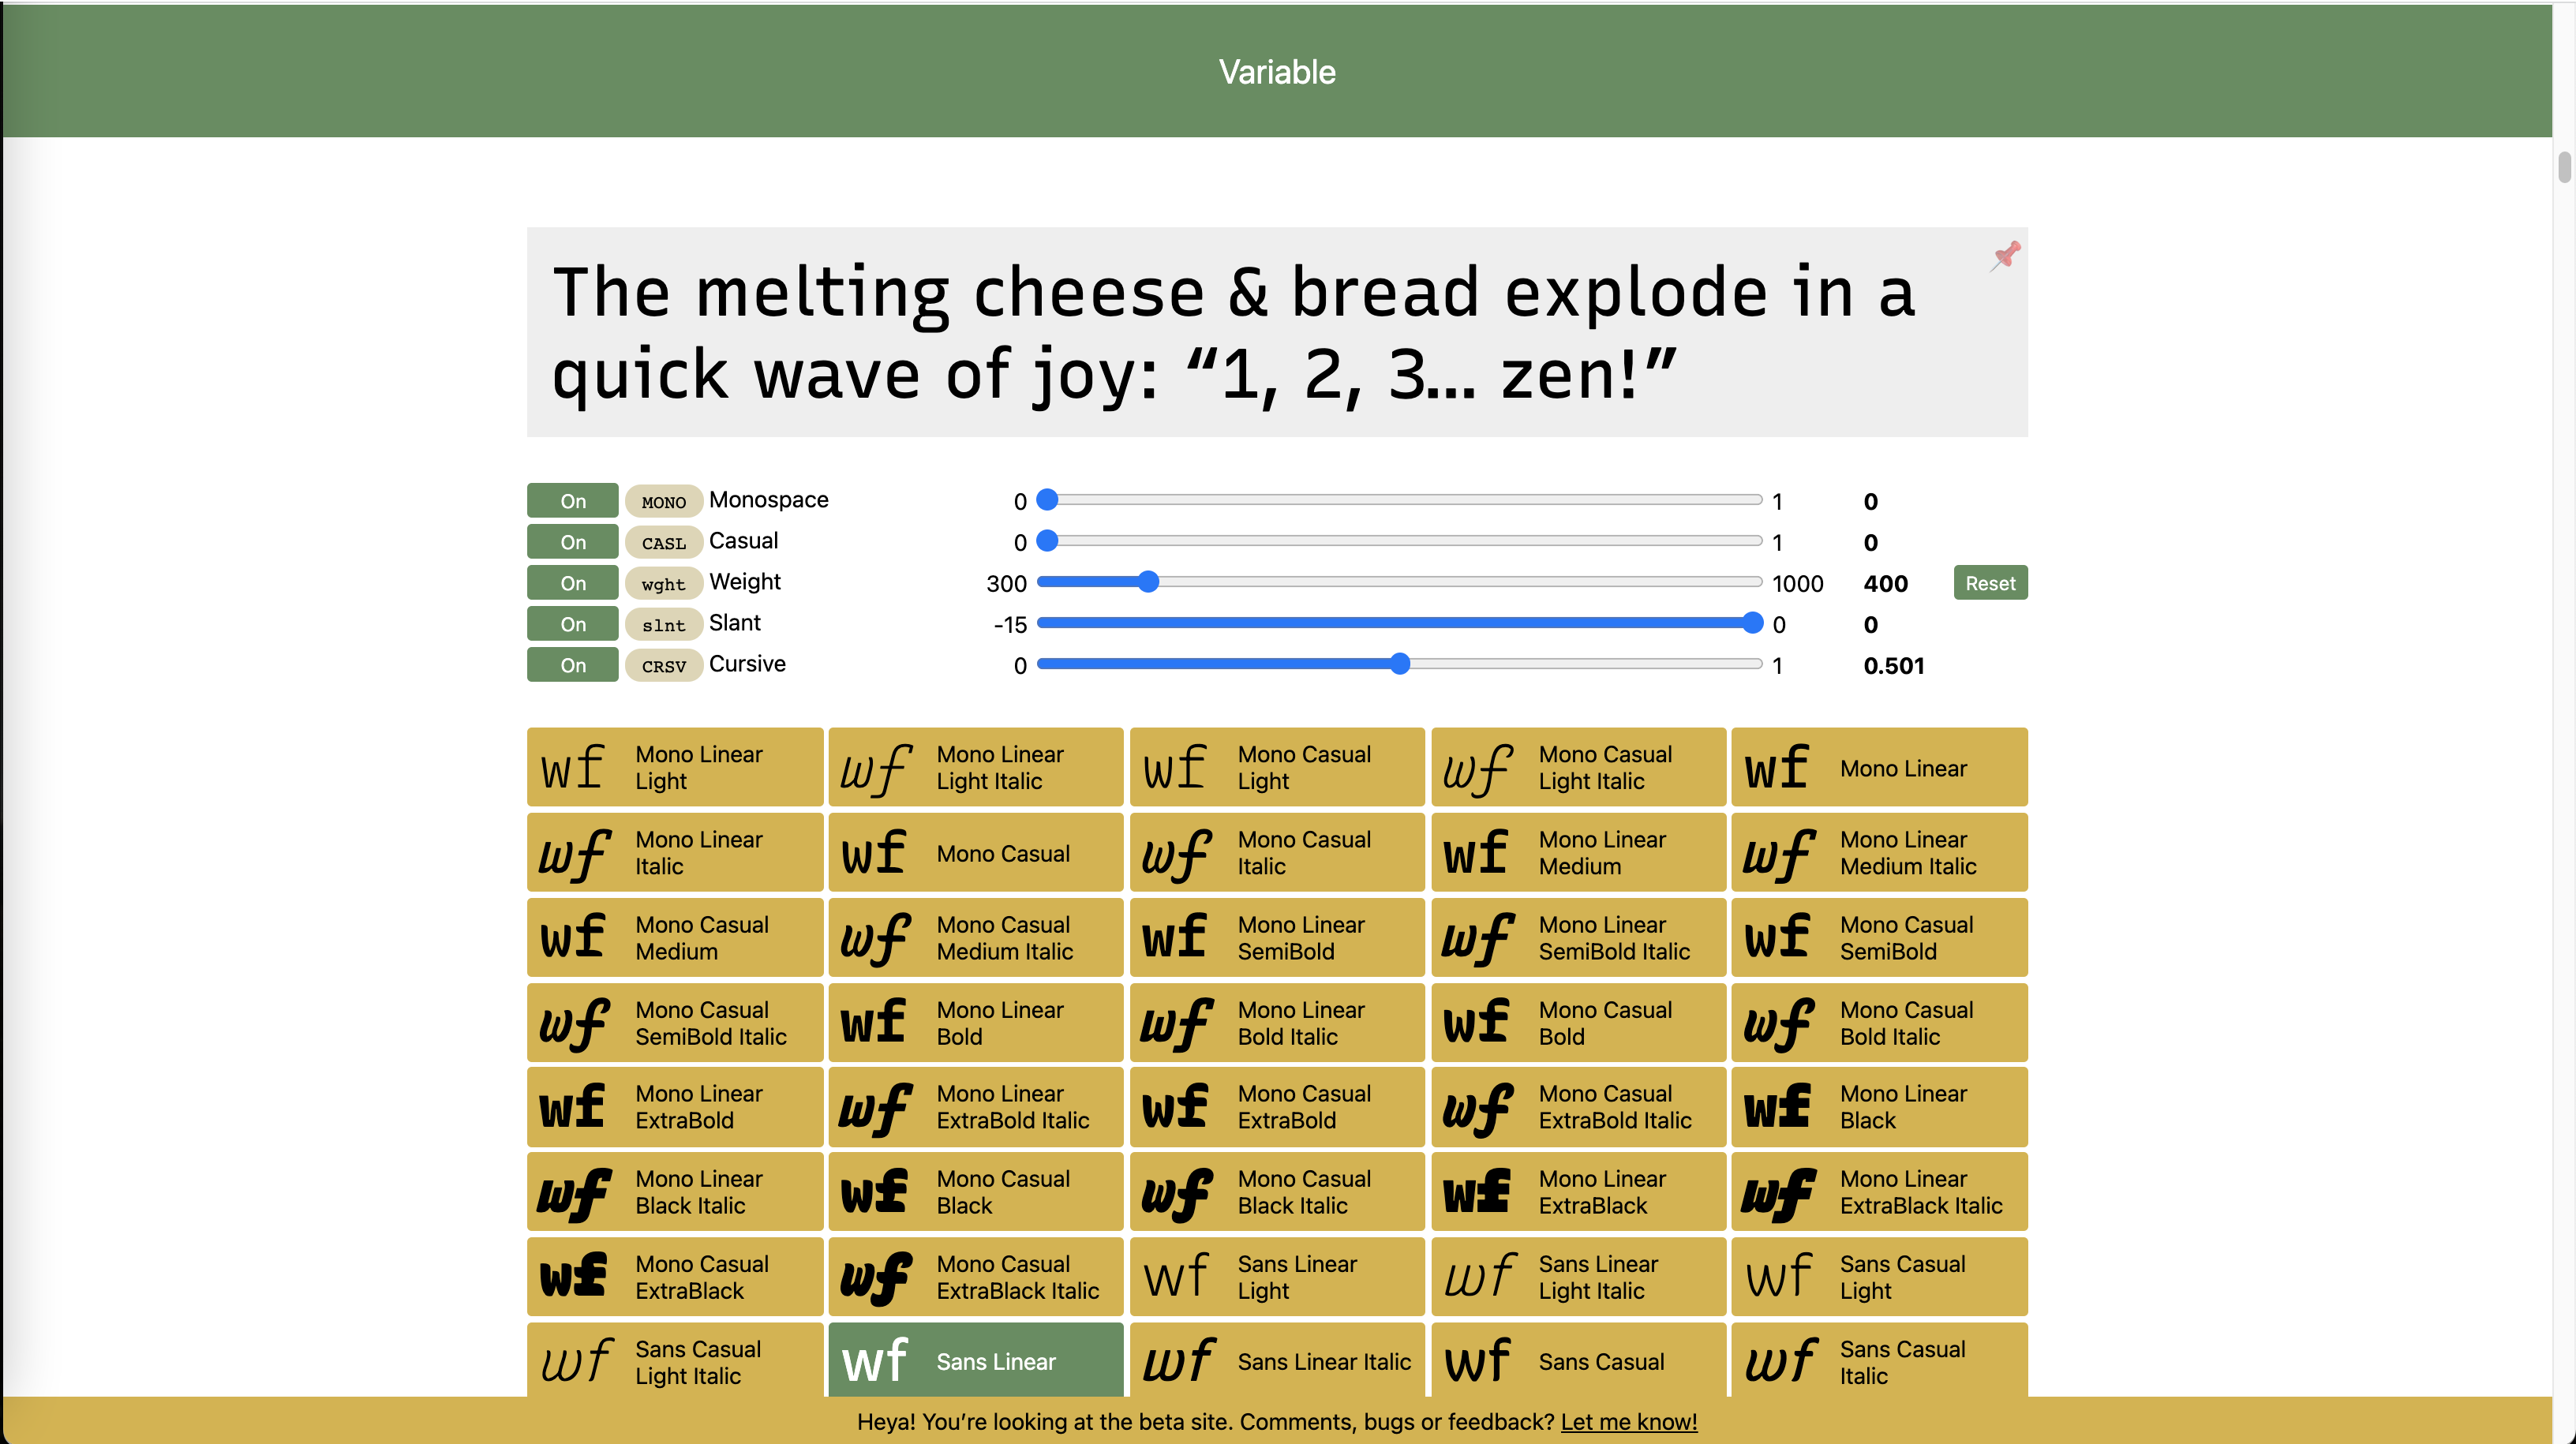 Variable
The melting cheese & bread explode in a
quick wave of joy: “1, 2, 3… zen!”
On MONO Monospace 0 1 0
On CASL Casual 0 1 0
On wght Weight 300 1000 400 Reset
On slnt Slant -15 0 0
On CRSV Cursive 0 1 0.501
wf Mono Linear
Light
wf Mono Linear
Light Italic
wf Mono Casual
Light
wf Mono Casual
Light Italic
wf Mono Linear
wf Mono Linear
Italic
wf Mono Casual
wf Mono Casual
Italic
wf Mono Linear
Medium
wf Mono Linear
Medium Italic
wf Mono Casual
Medium
wf Mono Casual
Medium Italic
wf Mono Linear
SemiBold
wf Mono Linear
SemiBold Italic
wf Mono Casual
SemiBold
wf Mono Casual
SemiBold Italic
wf Mono Linear
Bold
wf Mono Linear
Bold Italic
wf Mono Casual
Bold
wf Mono Casual
Bold Italic
wf Mono Linear
ExtraBold
wf Mono Linear
ExtraBold Italic
wf Mono Casual
ExtraBold
wf Mono Casual
ExtraBold Italic
wf Mono Linear
Black
wf Mono Linear
Black Italic
wf Mono Casual
Black
wf Mono Casual
Black Italic
wf Mono Linear
ExtraBlack
wf Mono Linear
ExtraBlack Italic
wf Mono Casual
ExtraBlack
wf Mono Casual
ExtraBlack Italic
wf Sans Linear
Light
wf Sans Linear
Light Italic
wf Sans Casual
Light
wf Sans Casual
Light Italic
wf Sans Linear
wf Sans Linear Italic
wf Sans Casual
wf Sans Casual
Italic
Heya! You’re looking at the beta site. Comments, bugs or feedback? Let me know!